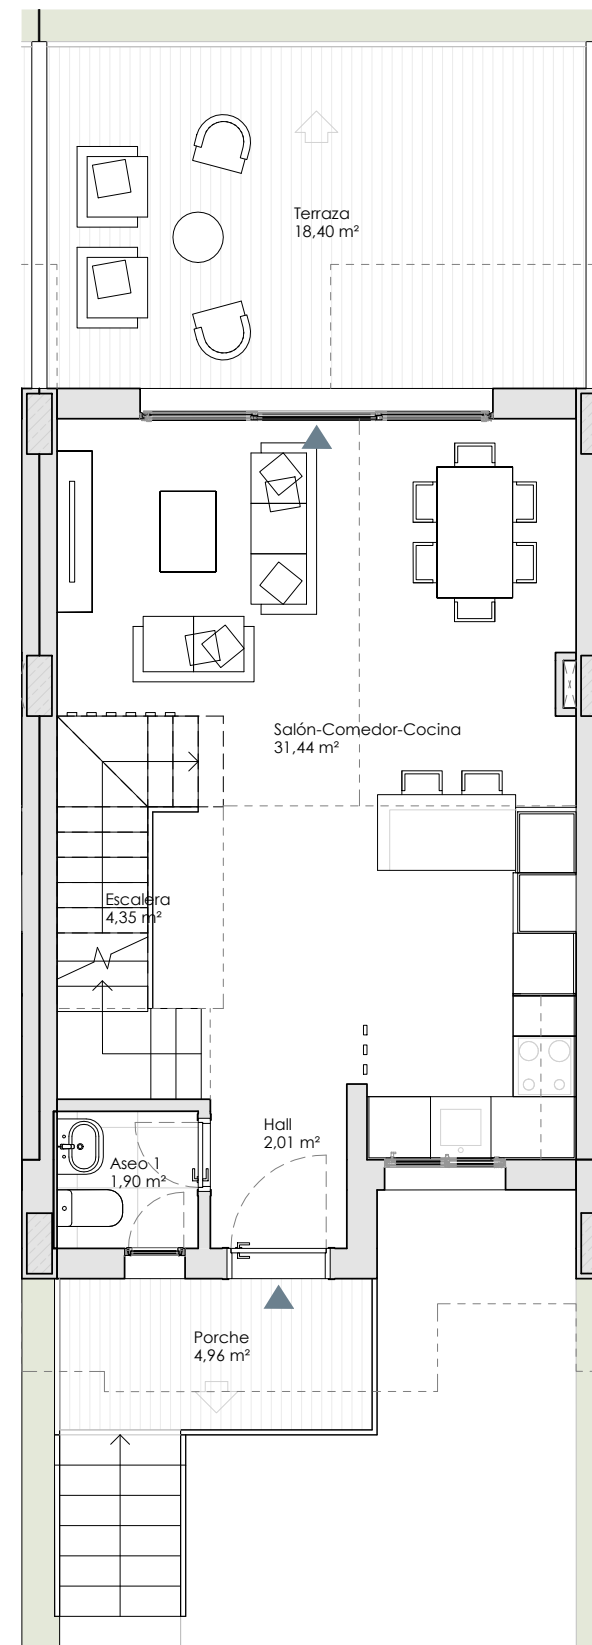 Terraza
18,40 m²
Salón-Comedor-Cocina
31,44 m²
Escalera
4,35 m²
Hall
2,01 m²
Aseo 1
1,90 m²
Porche
4,96 m²